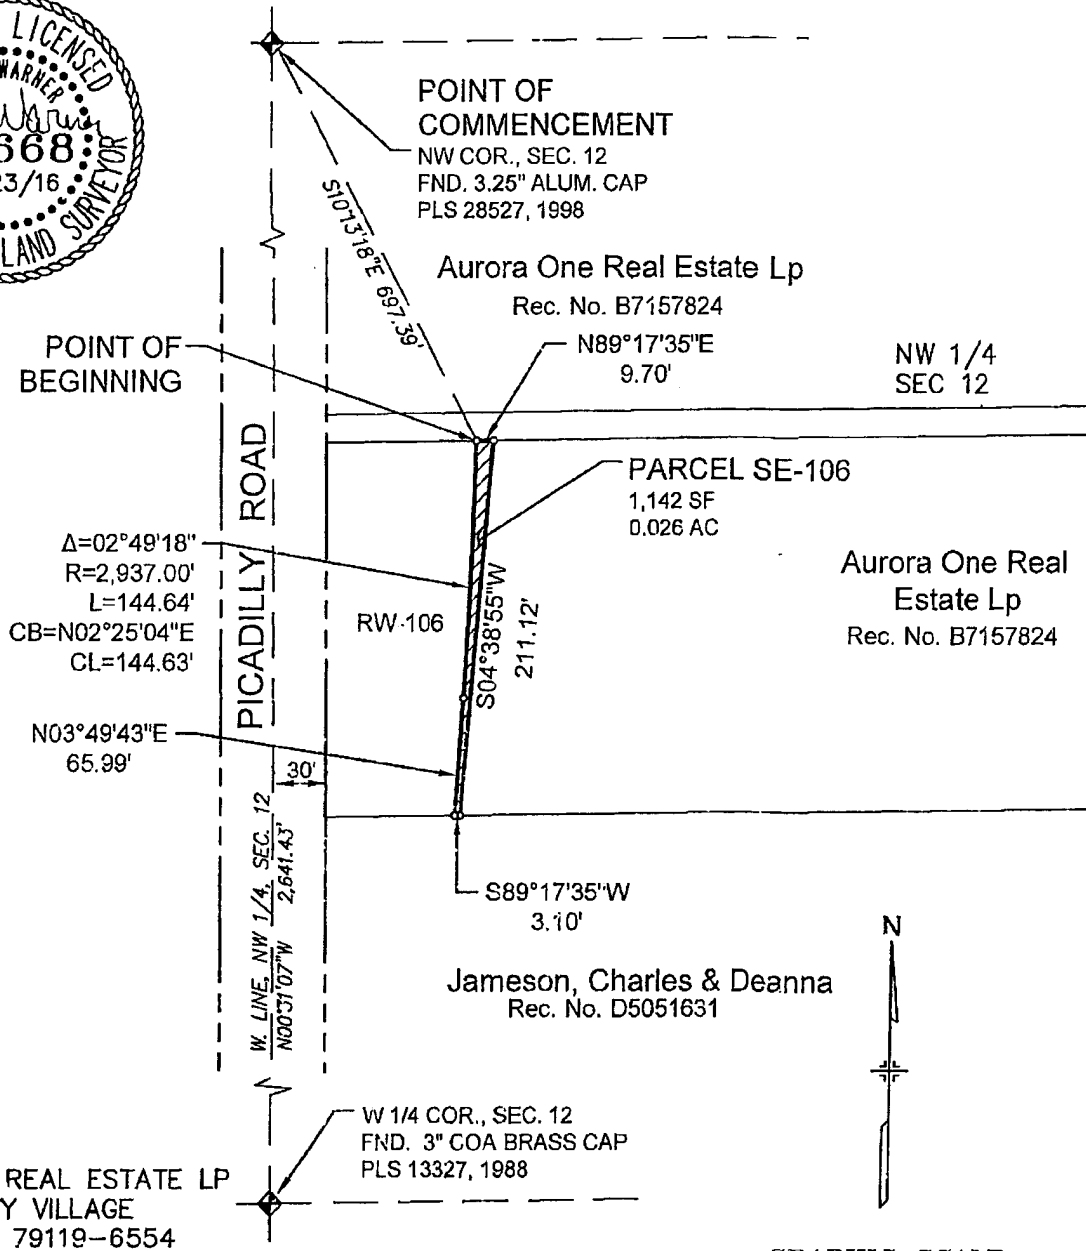 LICENSED
WARNER
668
23/16
LAND SURVEYOR
POINT OF
COMMENCEMENT
NW COR., SEC. 12
FND. 3.25" ALUM. CAP
PLS 28527, 1998
S10°13'18"E 697.39'
Aurora One Real Estate Lp
Rec. No. B7157824
N89°17'35"E
9.70'
NW 1/4
SEC 12
POINT OF
BEGINNING
PARCEL SE-106
1,142 SF
0.026 AC
PICADILLY ROAD
Δ=02°49'18"
R=2,937.00'
L=144.64'
CB=N02°25'04"E
CL=144.63'
RW-106
S04°38'55"W
211.12'
Aurora One Real
Estate Lp
Rec. No. B7157824
N03°49'43"E
65.99'
30'
W. LINE, NW 1/4, SEC. 12
N00°31'07"W 2,641.43'
S89°17'35"W
3.10'
Jameson, Charles & Deanna
Rec. No. D5051631
N
W 1/4 COR., SEC. 12
FND. 3" COA BRASS CAP
PLS 13327, 1988
REAL ESTATE LP
Y VILLAGE
79119-6554